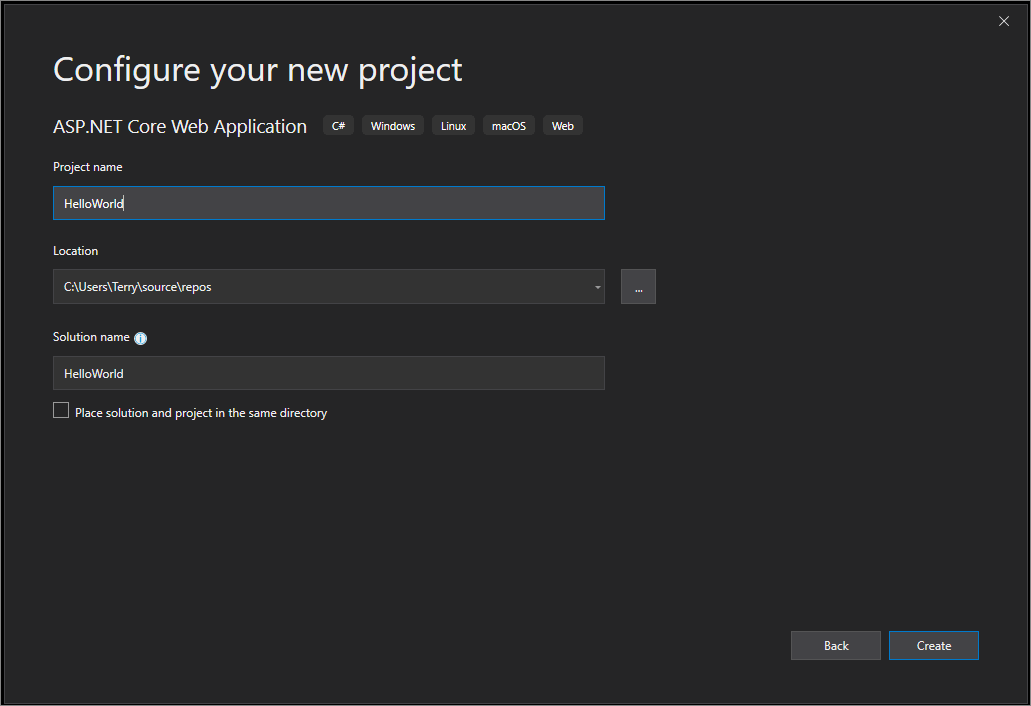 Configure your new project
ASP.NET Core Web Application C# Windows Linux macOS Web
Project name
HelloWorld
Location
C:\Users\Terry\source\repos
...
Solution name
HelloWorld
Place solution and project in the same directory
Back Create